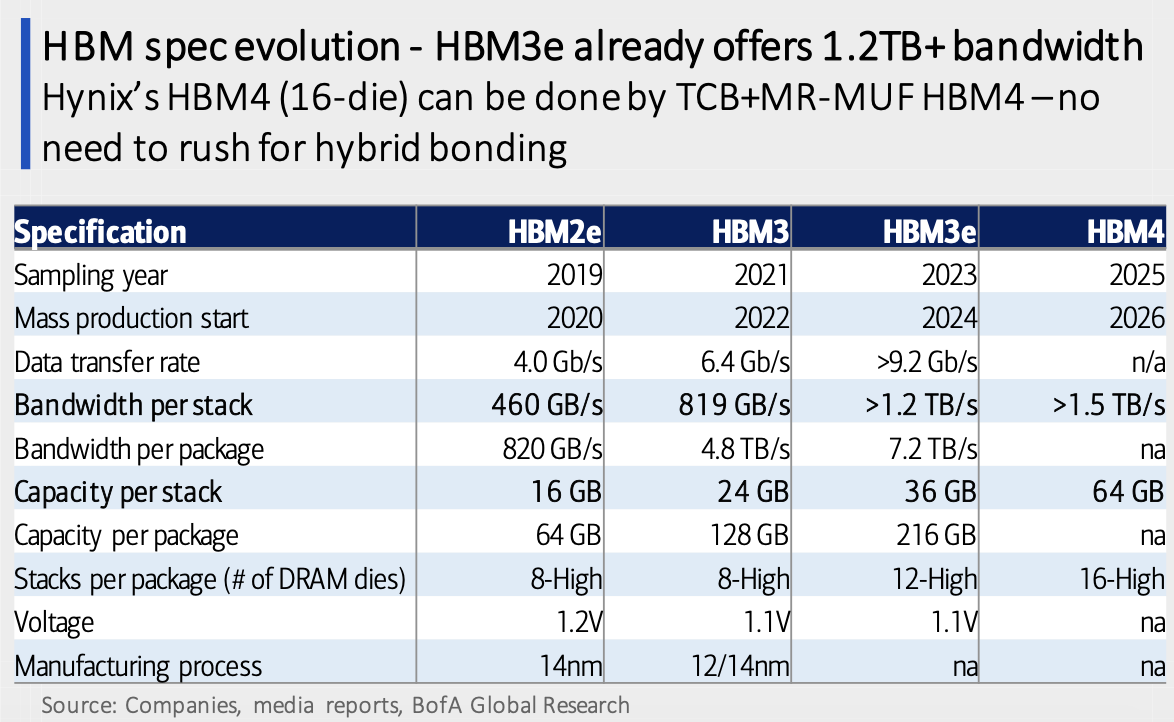 HBM spec evolution - HBM3e already offers 1.2TB+ bandwidth
Hynix's HBM4 (16-die) can be done by TCB+MR-MUF HBM4 – no
need to rush for hybrid bonding
Specification HBM2e HBM3 HBM3e HBM4
Sampling year 2019 2021 2023 2025
Mass production start 2020 2022 2024 2026
Data transfer rate 4.0 Gb/s 6.4 Gb/s >9.2 Gb/s n/a
Bandwidth per stack 460 GB/s 819 GB/s >1.2 TB/s >1.5 TB/s
Bandwidth per package 820 GB/s 4.8 TB/s 7.2 TB/s na
Capacity per stack 16 GB 24 GB 36 GB 64 GB
Capacity per package 64 GB 128 GB 216 GB na
Stacks per package (# of DRAM dies) 8-High 8-High 12-High 16-High
Voltage 1.2V 1.1V 1.1V na
Manufacturing process 14nm 12/14nm na na
Source: Companies, media reports, BofA Global Research